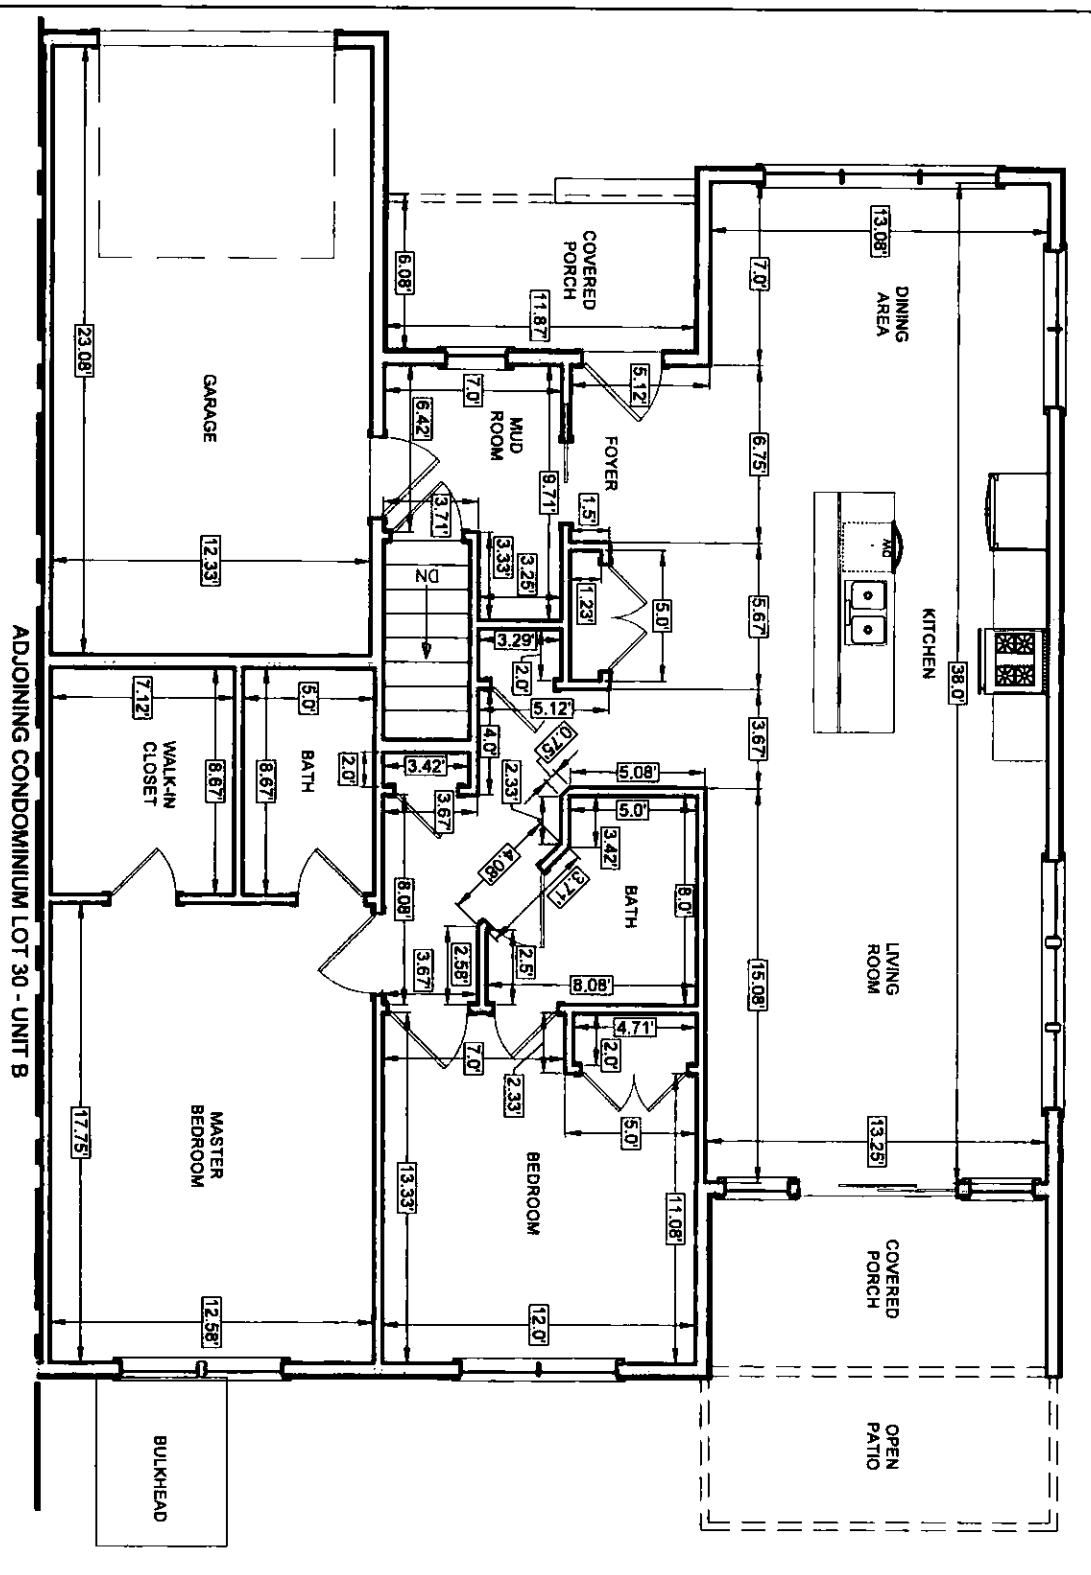 COVERED
PORCH
6.08'
11.87'
7.0'
13.08'
DINING
AREA
23.08'
GARAGE
12.33'
6.42'
7.0'
MUD
ROOM
9.71'
5.12'
FOYER
6.75'
3.71'
3.33'
3.25'
1.5'
1.23'
5.0'
5.67'
DW
KITCHEN
38.0'
DN
3.29'
2.0'
5.12'
4.0'
0.75'
3.67'
7.12'
WALK-IN
CLOSET
8.67'
5.0'
BATH
8.67'
2.0'
3.42'
3.67'
2.33'
5.08'
5.0'
3.42'
4.08'
3.71'
BATH
8.0'
8.08'
3.67'
2.58'
2.5'
8.08'
LIVING
ROOM
15.08'
13.25'
4.71'
2.0'
5.0'
7.0'
2.33'
BEDROOM
13.33'
11.08'
12.0'
MASTER
BEDROOM
17.75'
12.58'
COVERED
PORCH
OPEN
PATIO
BULKHEAD
ADJOINING CONDOMINIUM LOT 30 - UNIT B